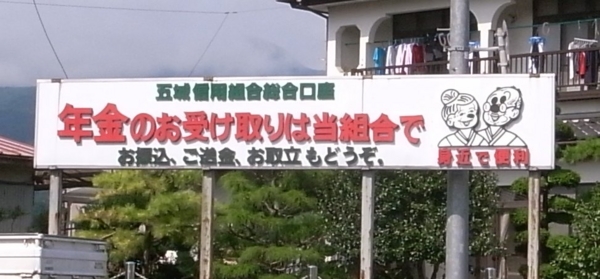 五城信用組合総合口座
年金のお受け取りは当組合で
お振込、ご送金、お取立もどうぞ。
身近で便利